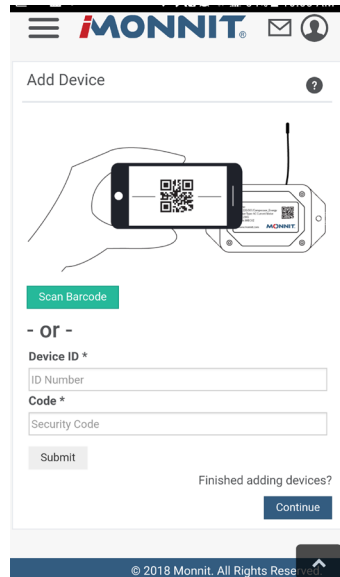 iMONNIT®
Add Device
?
MONNIT
Scan Barcode
- or -
Device ID *
ID Number
Code *
Security Code
Submit
Finished adding devices?
Continue
© 2018 Monnit. All Rights Reserved.